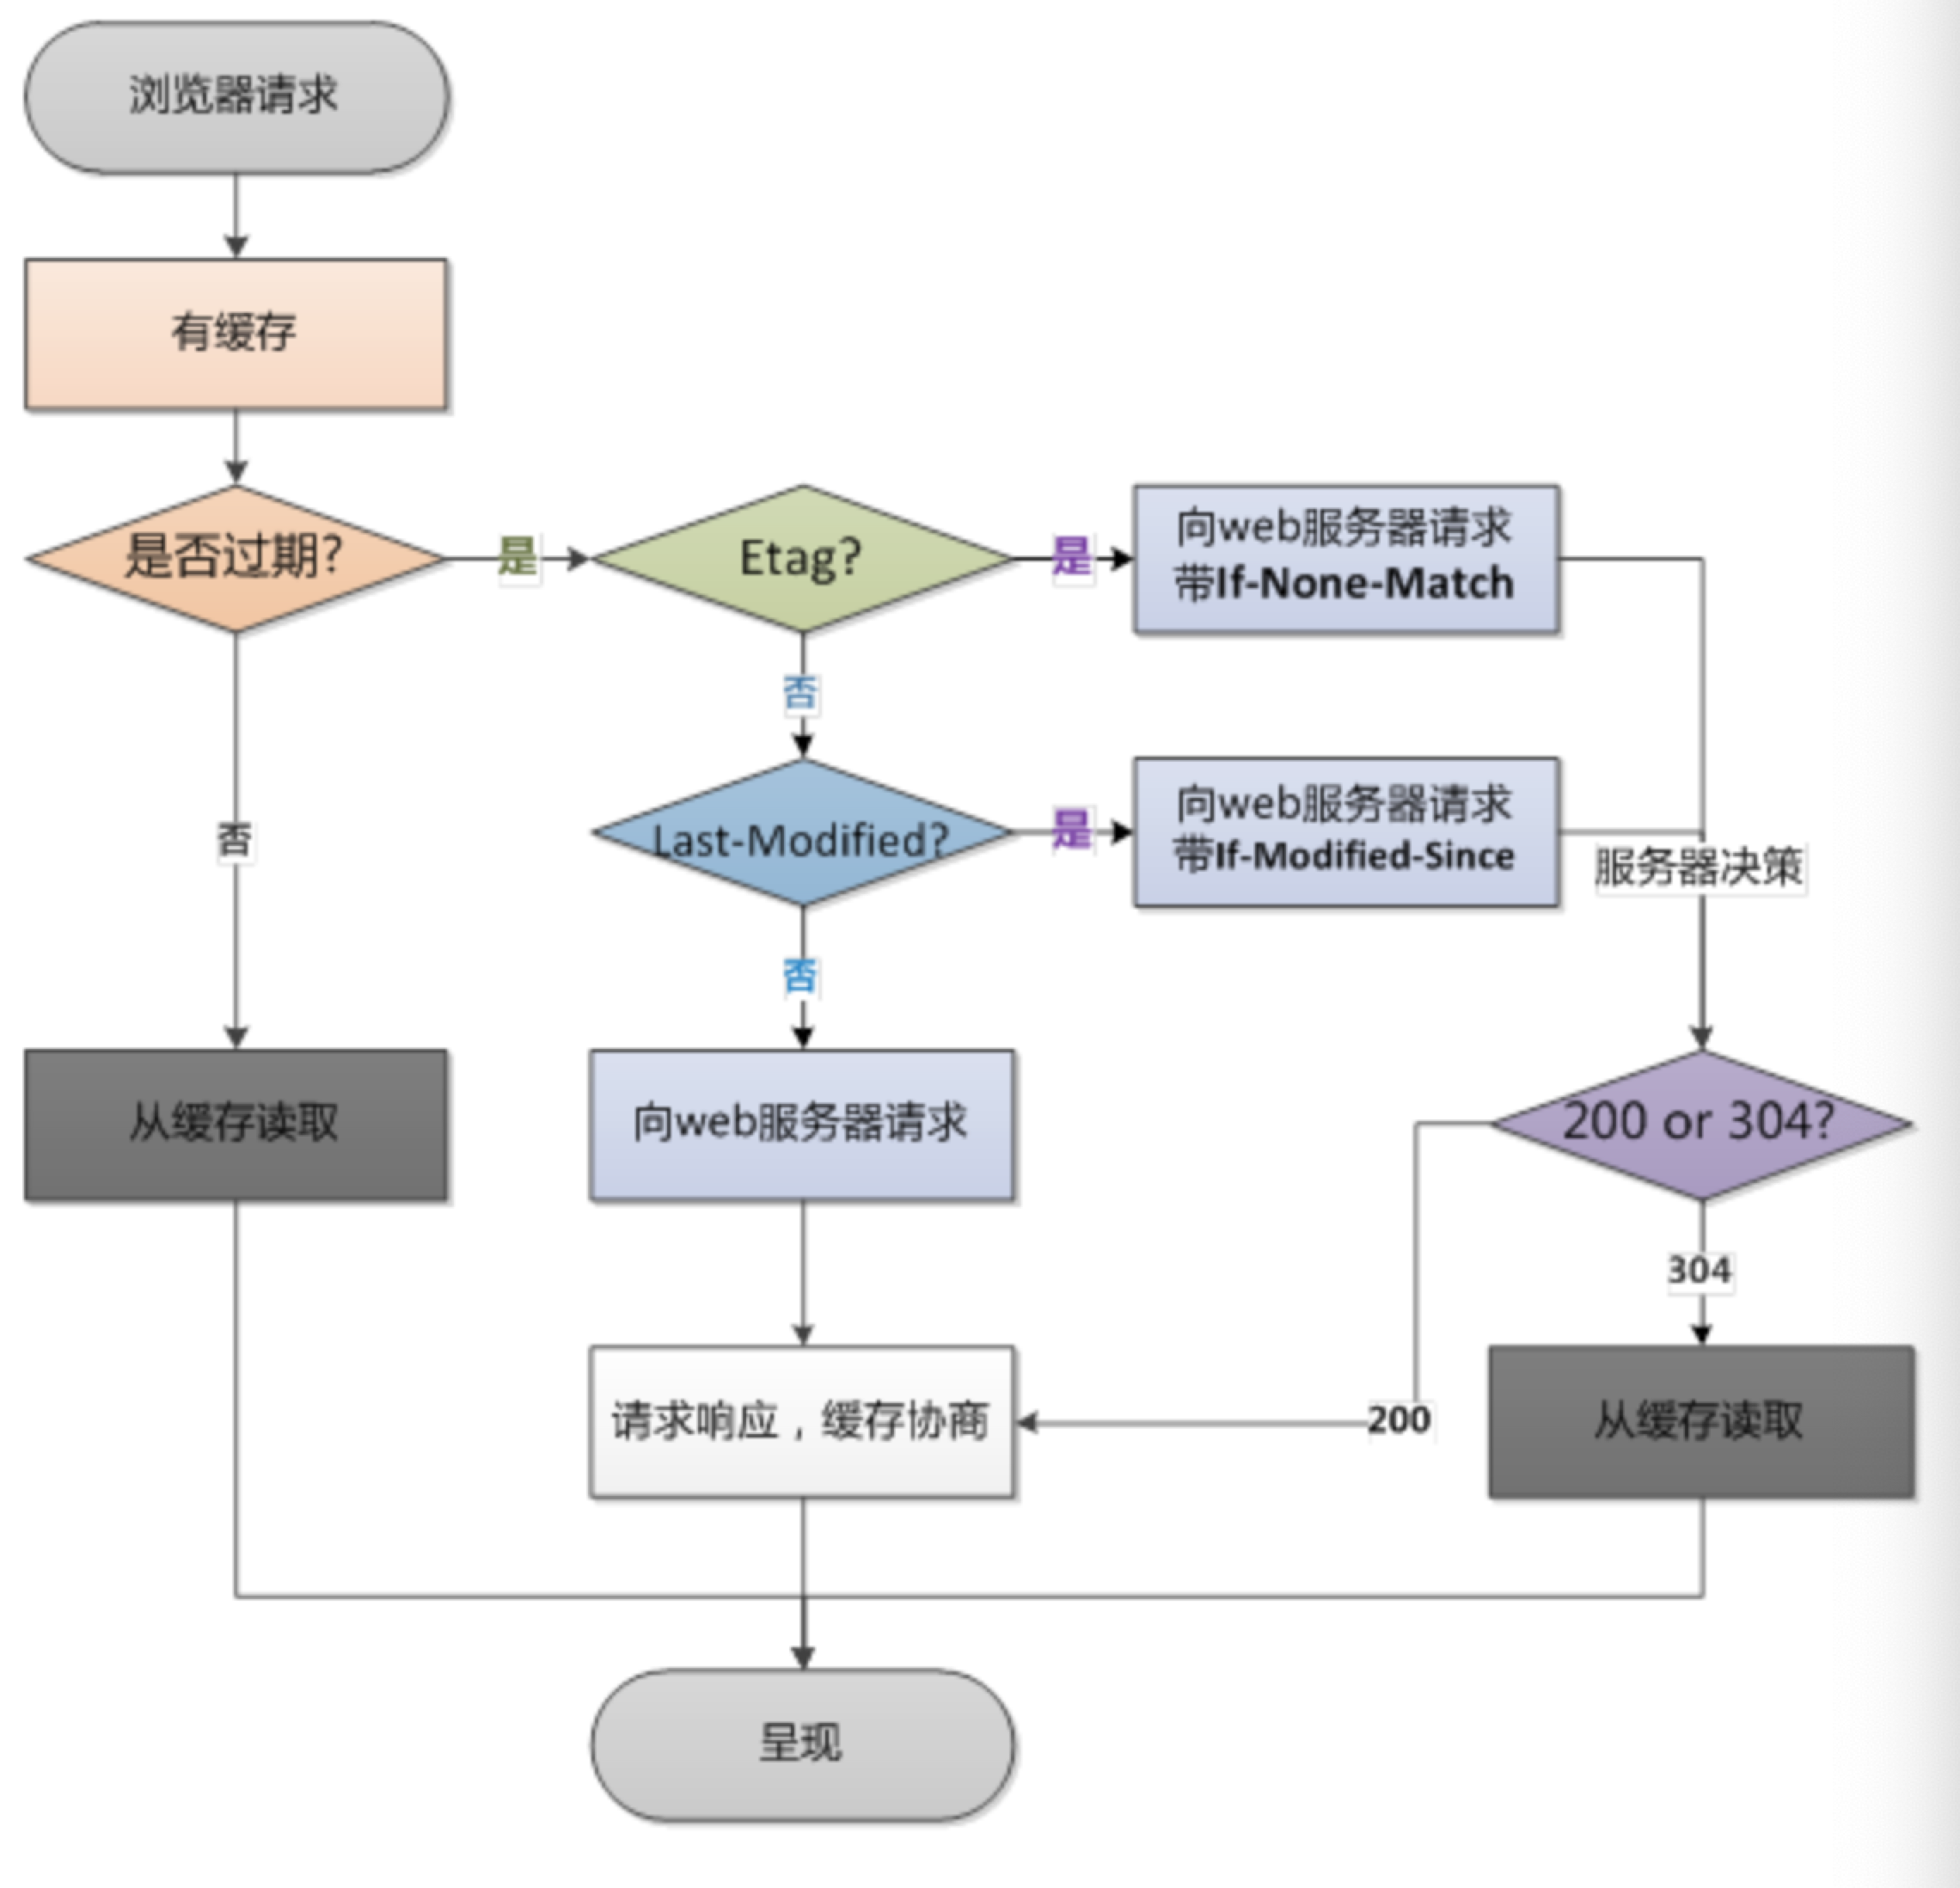 浏览器请求
有缓存
是否过期?
是
Etag?
是
向web服务器请求
带If-None-Match
否
否
Last-Modified?
是
向web服务器请求
带If-Modified-Since
服务器决策
否
从缓存读取
向web服务器请求
200 or 304?
304
请求响应，缓存协商
200
从缓存读取
呈现